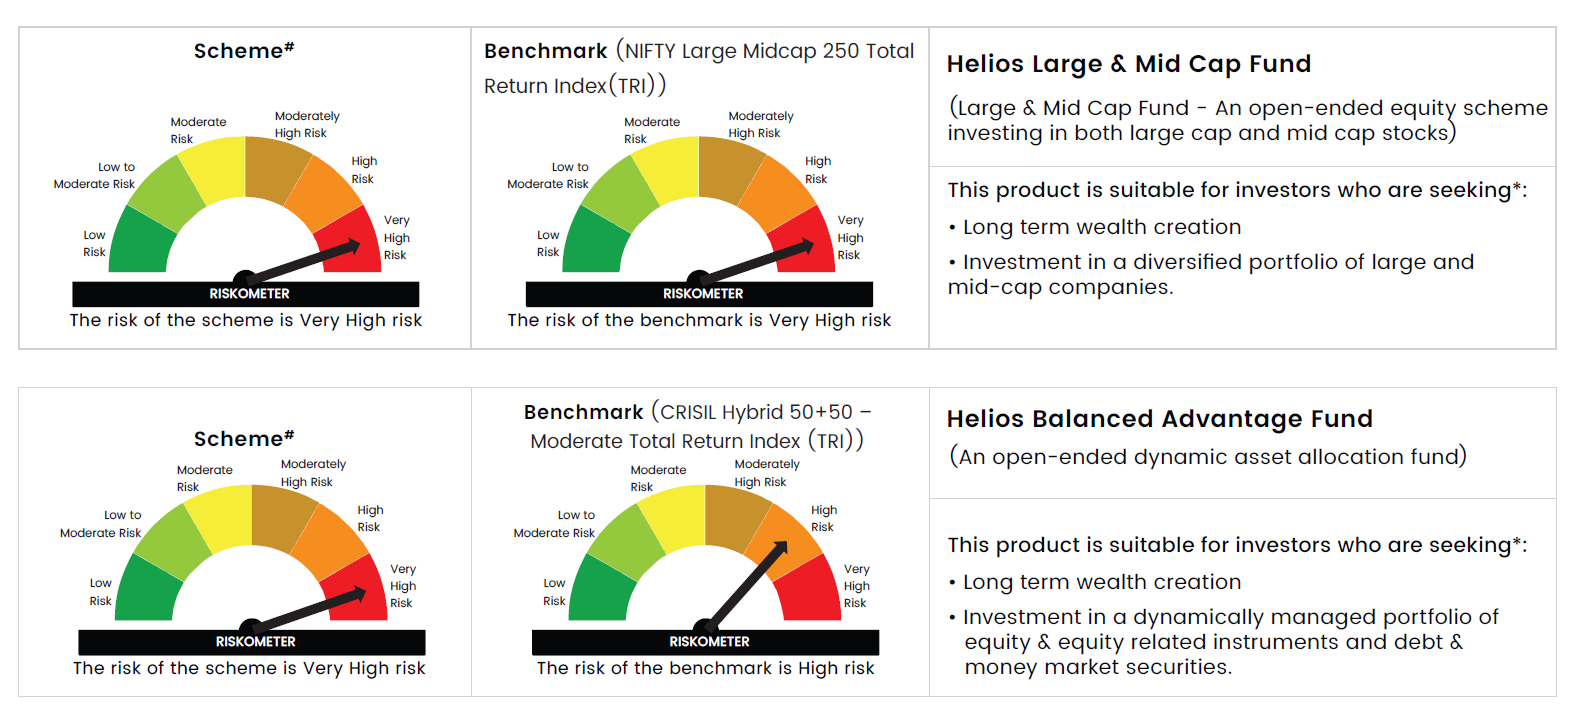 Scheme#
Moderate
Risk
Moderately
High Risk
Low to
Moderate Risk
High
Risk
Low
Risk
Very
High
Risk
RISKOMETER
The risk of the scheme is Very High risk
Benchmark (NIFTY Large Midcap 250 Total
Return Index(TRI))
Moderate
Risk
Moderately
High Risk
Low to
Moderate Risk
High
Risk
Low
Risk
Very
High
Risk
RISKOMETER
The risk of the benchmark is Very High risk
Helios Large & Mid Cap Fund
(Large & Mid Cap Fund - An open-ended equity scheme
investing in both large cap and mid cap stocks)
This product is suitable for investors who are seeking*:
• Long term wealth creation
• Investment in a diversified portfolio of large and
mid-cap companies.
Scheme#
Moderate
Risk
Moderately
High Risk
Low to
Moderate Risk
High
Risk
Low
Risk
Very
High
Risk
RISKOMETER
The risk of the scheme is Very High risk
Benchmark (CRISIL Hybrid 50+50 –
Moderate Total Return Index (TRI))
Moderate
Risk
Moderately
High Risk
Low to
Moderate Risk
High
Risk
Low
Risk
Very
High
Risk
RISKOMETER
The risk of the benchmark is High risk
Helios Balanced Advantage Fund
(An open-ended dynamic asset allocation fund)
This product is suitable for investors who are seeking*:
• Long term wealth creation
• Investment in a dynamically managed portfolio of
equity & equity related instruments and debt &
money market securities.